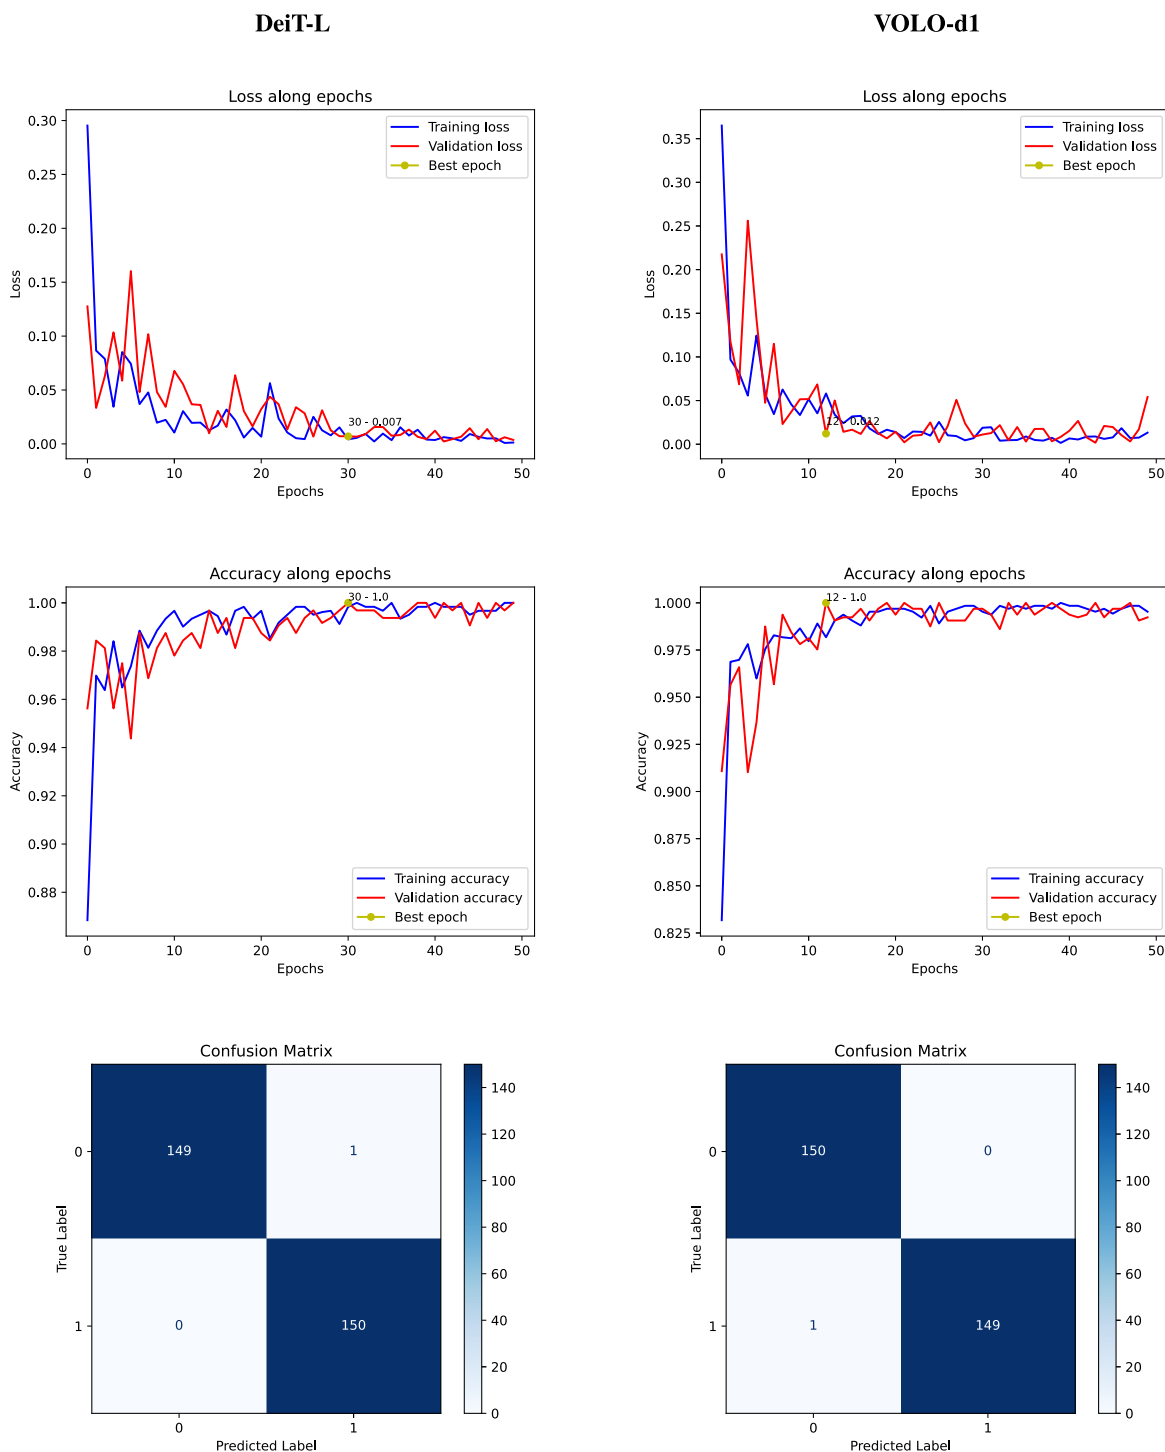 DeiT-L
VOLO-d1
Loss along epochs
0.30
0.25
0.20
0.15
0.10
0.05
0.00
Loss
Training loss
Validation loss
Best epoch
30 - 0.007
0 10 20 30 40 50
Epochs
Loss along epochs
0.35
0.30
0.25
0.20
0.15
0.10
0.05
0.00
Loss
Training loss
Validation loss
Best epoch
12 - 0.012
0 10 20 30 40 50
Epochs
Accuracy along epochs
30 - 1.0
1.00
0.98
0.96
0.94
0.92
0.90
0.88
Accuracy
Training accuracy
Validation accuracy
Best epoch
0 10 20 30 40 50
Epochs
Accuracy along epochs
12 - 1.0
1.000
0.975
0.950
0.925
0.900
0.875
0.850
0.825
Accuracy
Training accuracy
Validation accuracy
Best epoch
0 10 20 30 40 50
Epochs
Confusion Matrix
0 149 1
1 0 150
True Label
0 1
Predicted Label
140
120
100
80
60
40
20
0
Confusion Matrix
0 150 0
1 1 149
True Label
0 1
Predicted Label
140
120
100
80
60
40
20
0